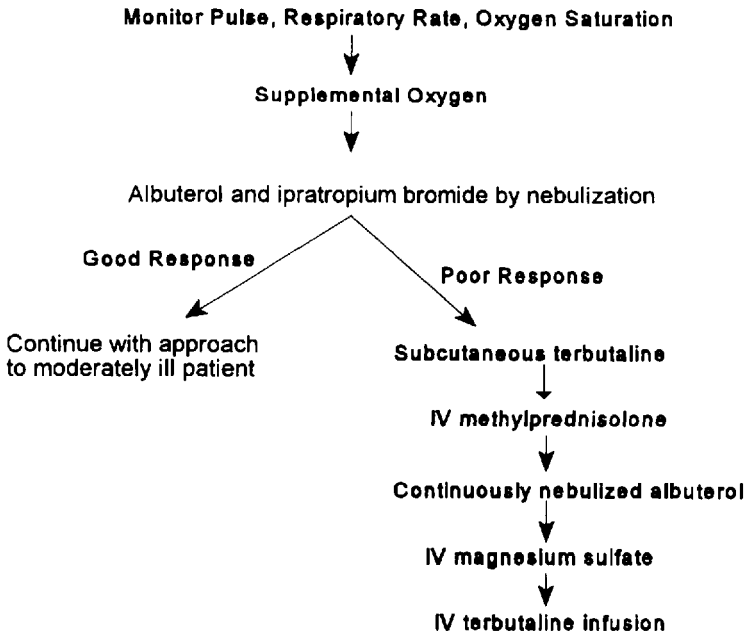 Monitor Pulse, Respiratory Rate, Oxygen Saturation
Supplemental Oxygen
Albuterol and ipratropium bromide by nebulization
Good Response
Poor Response
Continue with approach
to moderately ill patient
Subcutaneous terbutaline
IV methylprednisolone
Continuously nebulized albuterol
IV magnesium sulfate
IV terbutaline infusion